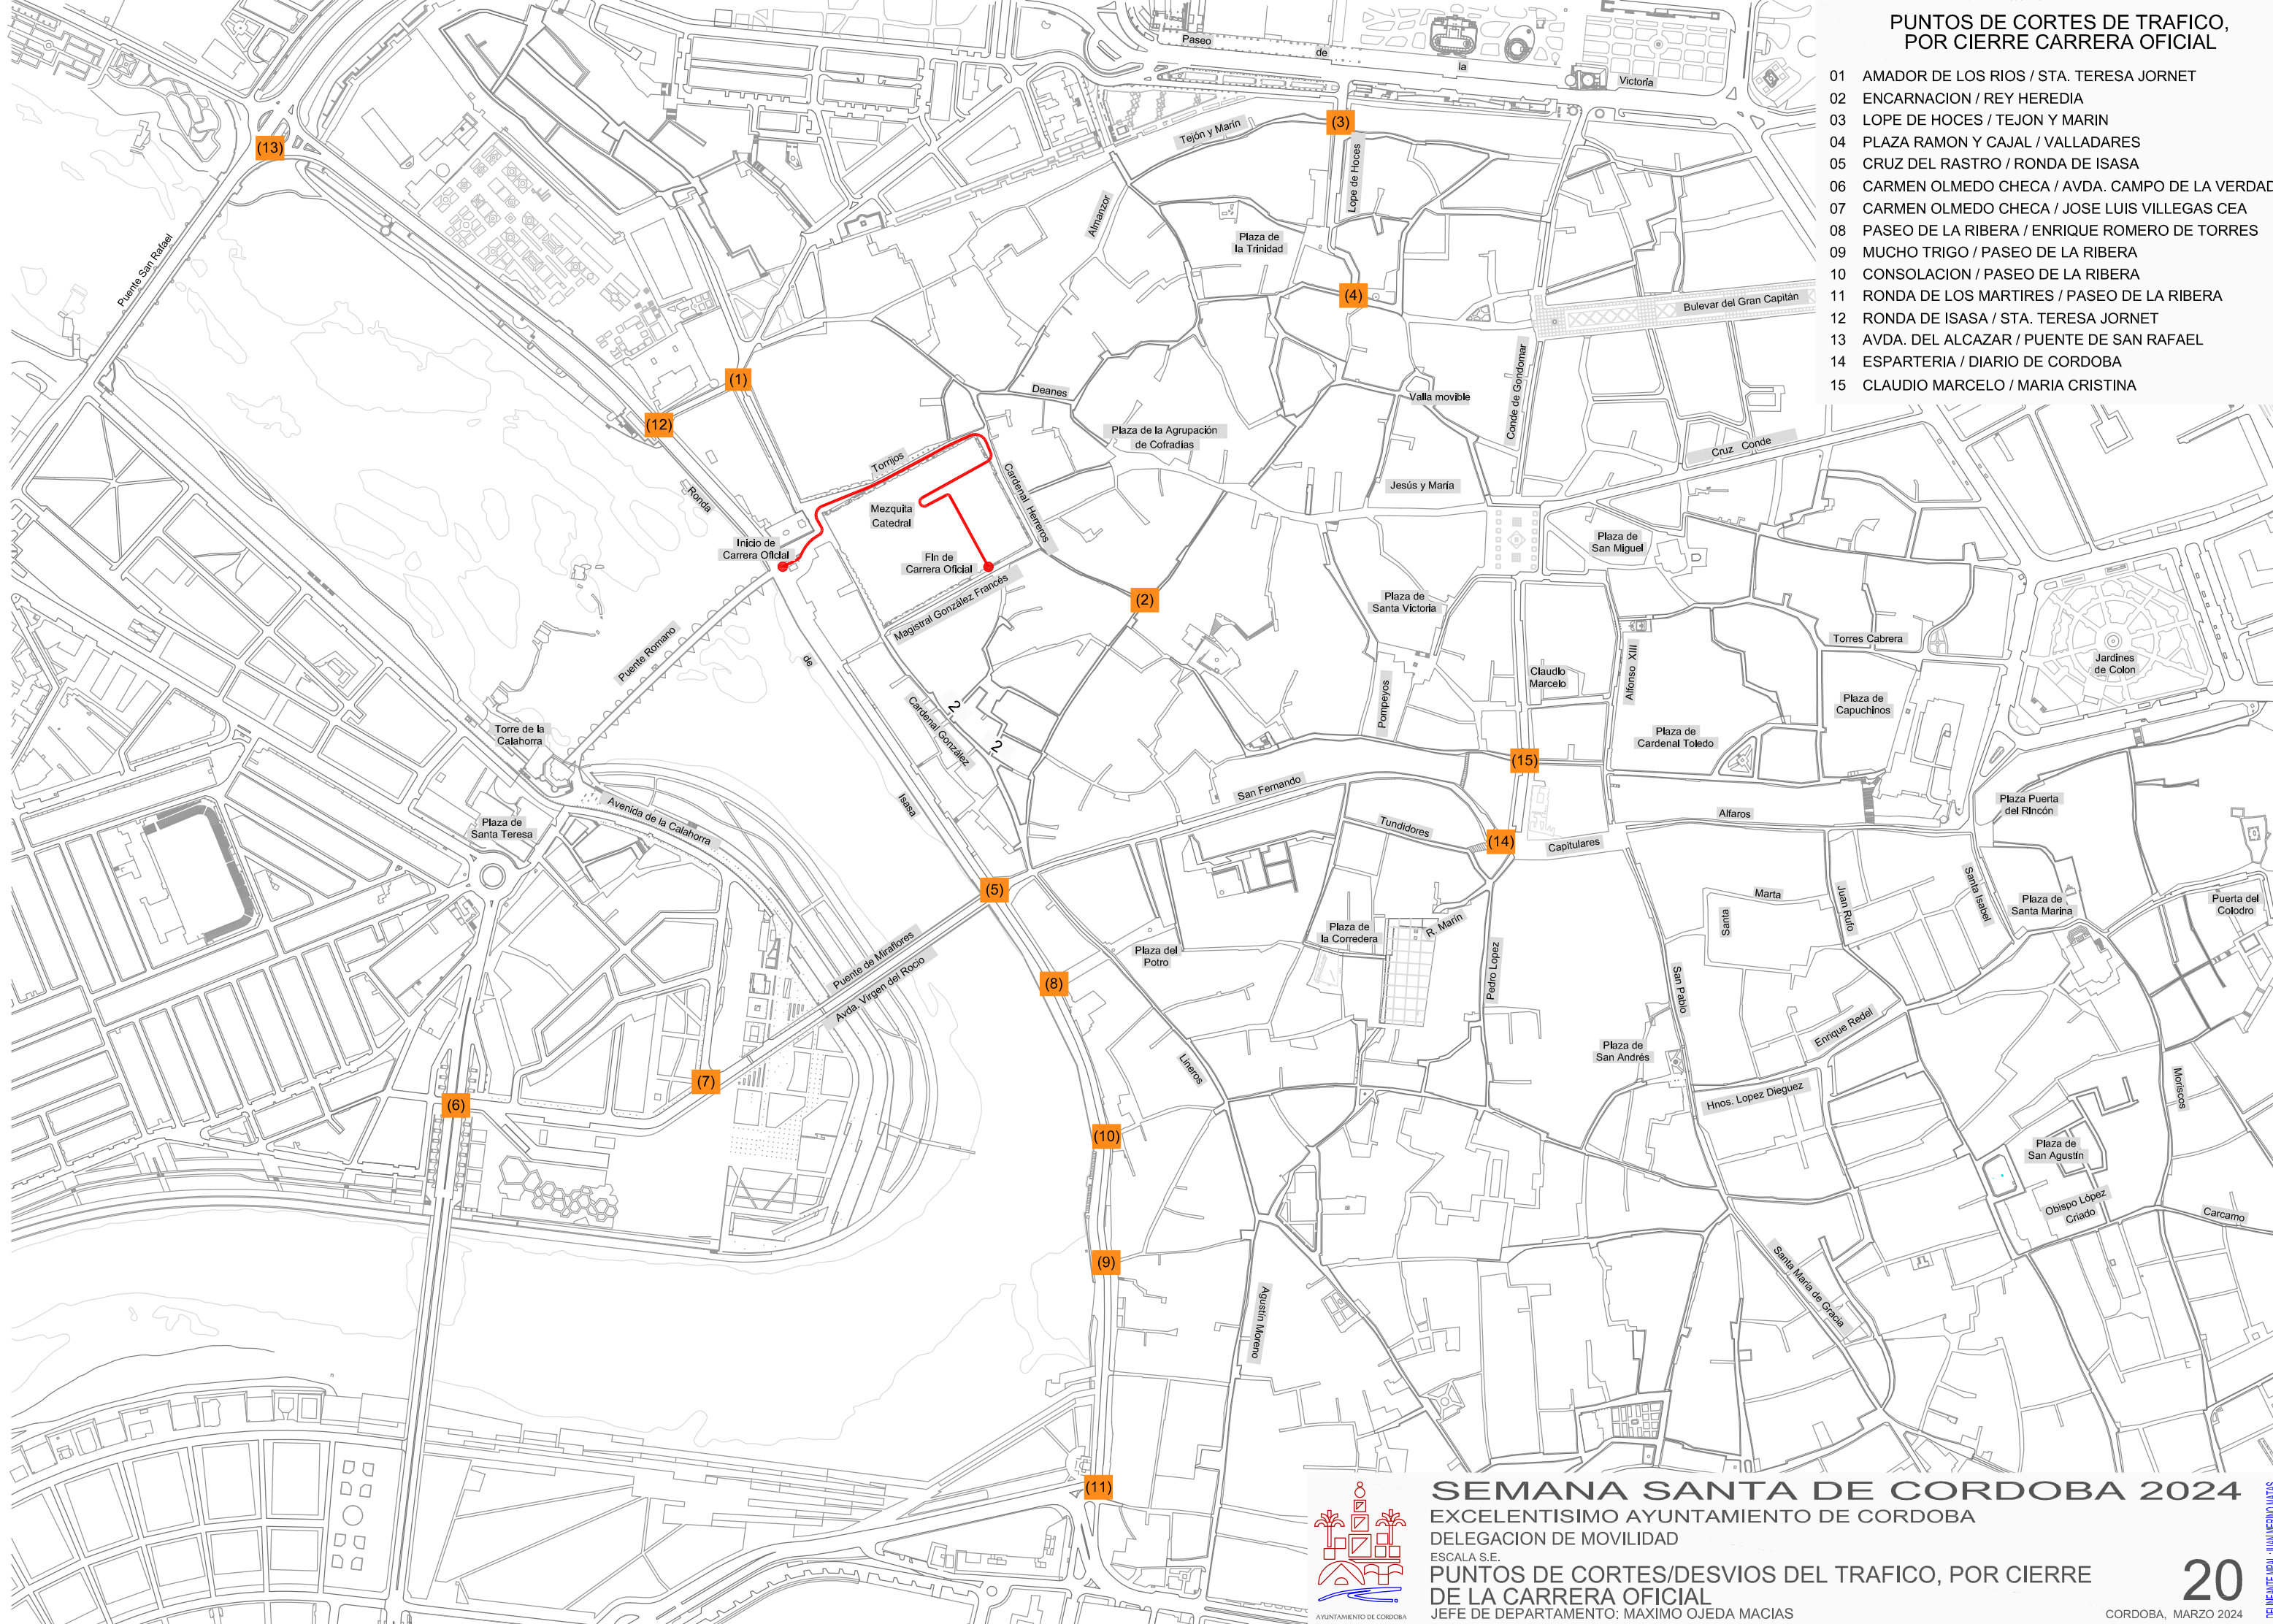 PUNTOS DE CORTES DE TRAFICO,
POR CIERRE CARRERA OFICIAL
01 AMADOR DE LOS RIOS / STA. TERESA JORNET
02 ENCARNACION / REY HEREDIA
03 LOPE DE HOCES / TEJON Y MARIN
04 PLAZA RAMON Y CAJAL / VALLADARES
05 CRUZ DEL RASTRO / RONDA DE ISASA
06 CARMEN OLMEDO CHECA / AVDA. CAMPO DE LA VERDAD
07 CARMEN OLMEDO CHECA / JOSE LUIS VILLEGAS CEA
08 PASEO DE LA RIBERA / ENRIQUE ROMERO DE TORRES
09 MUCHO TRIGO / PASEO DE LA RIBERA
10 CONSOLACION / PASEO DE LA RIBERA
11 RONDA DE LOS MARTIRES / PASEO DE LA RIBERA
12 RONDA DE ISASA / STA. TERESA JORNET
13 AVDA. DEL ALCAZAR / PUENTE DE SAN RAFAEL
14 ESPARTERIA / DIARIO DE CORDOBA
15 CLAUDIO MARCELO / MARIA CRISTINA
Paseo
de
la
Victoría
(3)
Tejón y Marín
(13)
Lope de Hoces
Almanzor
Plaza de
la Trinidad
Puente San Rafael
(4)
Bulevar del Gran Capitán
(1)
Deanes
Valla movible
Conde de Gondomar
(12)
Plaza de la Agrupación
de Cofradías
Cruz Conde
Torrijos
Cardenal Herreros
Jesús y María
Ronda
Mezquita
Catedral
Inicio de
Carrera Oficial
Fin de
Carrera Oficial
Plaza de
San Miguel
Magistral González Francés
(2)
Plaza de
Santa Victoria
Puente Romano
de
Torres Cabrera
Jardines
de Colon
Claudio
Marcelo
Alfonso XIII
Pompeyos
Plaza de
Capuchinos
2
Cardenal González
2
Torre de la
Calahorra
Plaza de
Cardenal Toledo
(15)
San Fernando
Isasa
Avenida de la Calahorra
Plaza de
Santa Teresa
Tundidores
(14)
Capitulares
Alfaros
Plaza Puerta
del Rincón
(5)
Marta
Santa
Juan Rufo
Santa Isabel
Plaza de
Santa Marina
Puerta del
Colodro
Plaza de
la Corredera
R. Marín
Plaza del
Potro
Puente de Miraflores
Avda. Virgen del Rocio
Pedro Lopez
San Pablo
(8)
Enrique Redel
Plaza de
San Andrés
Lineros
(7)
Hnos. Lopez Dieguez
Moriscos
(6)
(10)
Plaza de
San Agustín
Obispo López
Criado
Carcamo
(9)
Santa Maria de Gracia
Agustín Moreno
(11)
SEMANA SANTA DE CORDOBA 2024
EXCELENTISIMO AYUNTAMIENTO DE CORDOBA
DELEGACION DE MOVILIDAD
ESCALA S.E.
PUNTOS DE CORTES/DESVIOS DEL TRAFICO, POR CIERRE
DE LA CARRERA OFICIAL
JEFE DE DEPARTAMENTO: MAXIMO OJEDA MACIAS
20
CORDOBA, MARZO 2024
AYUNTAMIENTO DE CORDOBA